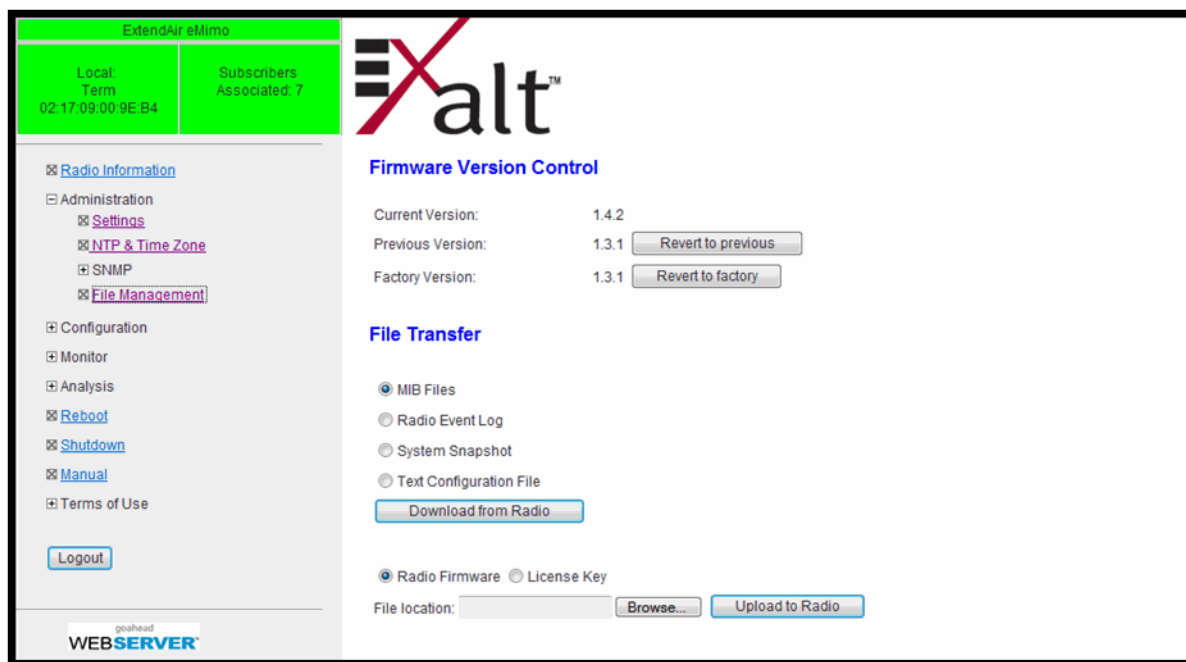 ExtendAir eMimo
Local:
Term
02:17:09:00:9E:B4
Subscribers
Associated: 7
Radio Information
Administration
Settings
NTP & Time Zone
SNMP
File Management
Configuration
Monitor
Analysis
Reboot
Shutdown
Manual
Terms of Use
Logout
goahead
WEBSERVER™
EXalt™
Firmware Version Control
Current Version: 1.4.2
Previous Version: 1.3.1 Revert to previous
Factory Version: 1.3.1 Revert to factory
File Transfer
MIB Files
Radio Event Log
System Snapshot
Text Configuration File
Download from Radio
Radio Firmware License Key
File location: Browse... Upload to Radio